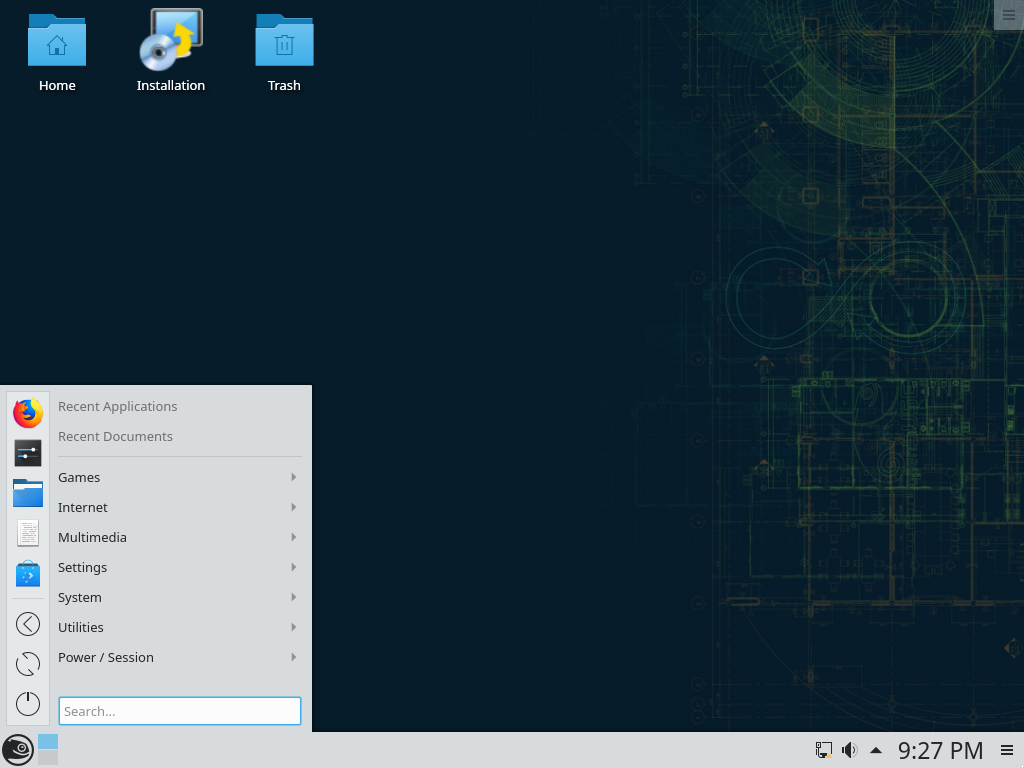 Home
Installation
Trash
Recent Applications
Recent Documents
Games
Internet
Multimedia
Settings
System
Utilities
Power / Session
Search...
9:27 PM